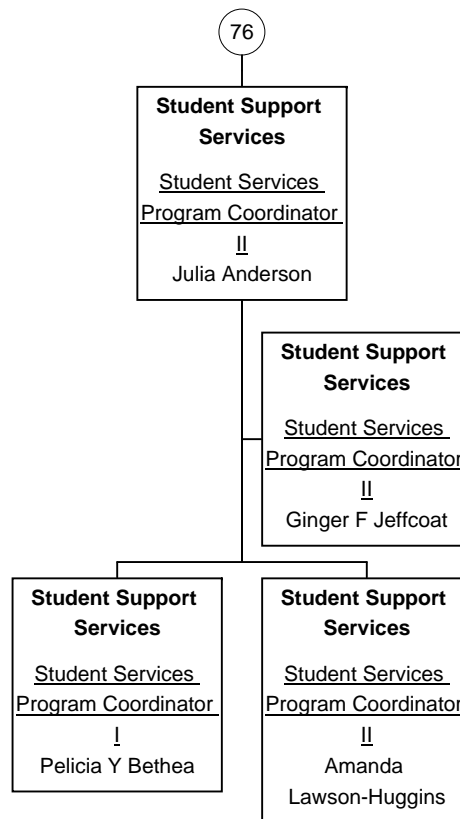 76
Student Support
Services
Student Services
Program Coordinator
II
Julia Anderson
Student Support
Services
Student Services
Program Coordinator
II
Ginger F Jeffcoat
Student Support
Services
Student Services
Program Coordinator
I
Pelicia Y Bethea
Student Support
Services
Student Services
Program Coordinator
II
Amanda
Lawson-Huggins